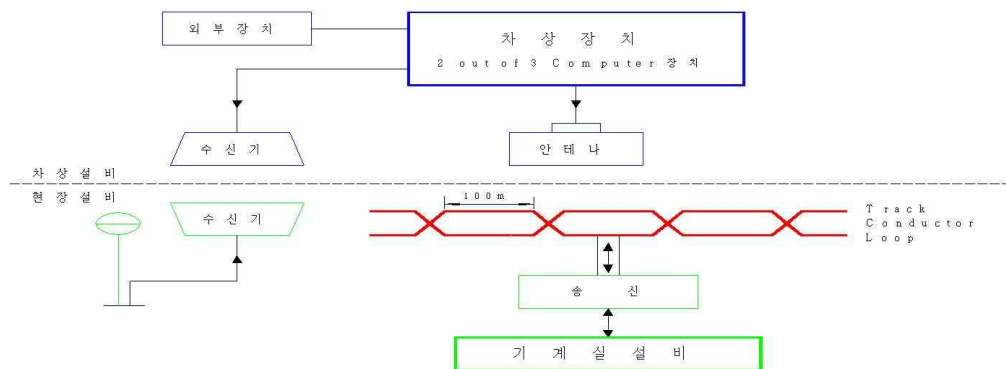 외부장치
차상장치
2 out of 3 Computer 장치
수신기
안테나
차상설비
현장설비
수신기
100m
Track
Conductor
Loop
송신
기계실설비